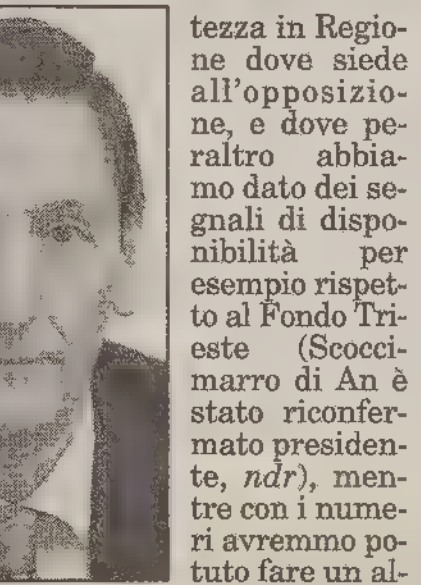 tezza in Regio-
ne dove siede
all'opposizio-
ne, e dove pe-
raltro abbia-
mo dato dei se-
gnali di dispo-
nibilità per
esempio rispet-
to al Fondo Tri-
este (Scocci-
marro di An è
stato riconfer-
mato presiden-
te, ndr), men-
tre con i nume-
ri avremmo po-
tuto fare un al-